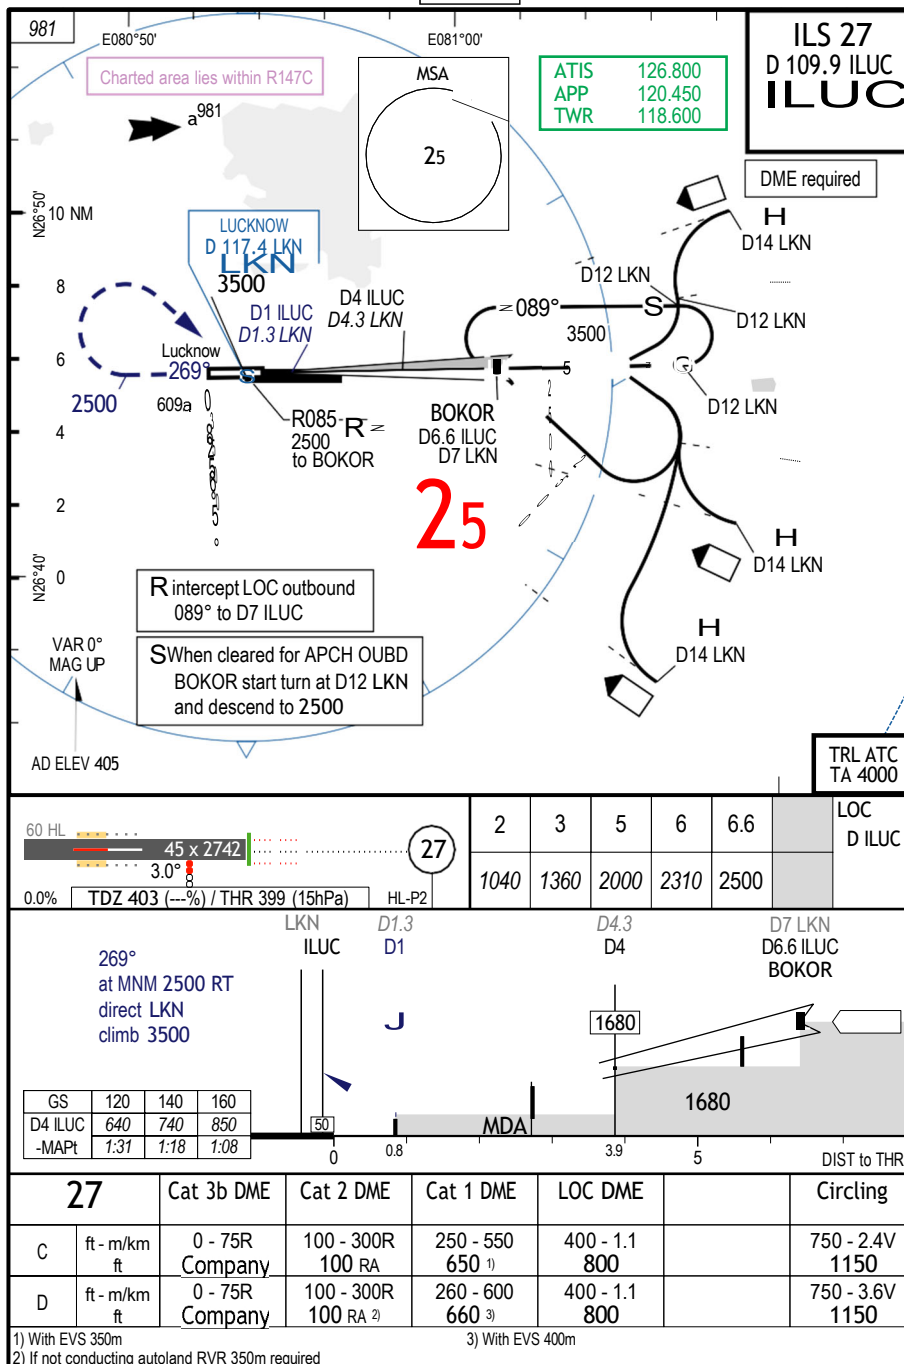 981
E080°50'
E081°00'
ILS 27
D 109.9 ILUC
ILUC
Charted area lies within R147C
MSA
25
ATIS 126.800
APP 120.450
TWR 118.600
a981
DME required
N26°50'
10 NM
8
6
4
2
0
N26°40'
LUCKNOW
D 117.4 LKN
LKN
3500
D1 ILUC
D1.3 LKN
D4 ILUC
D4.3 LKN
089°
3500
S
H
D14 LKN
D12 LKN
D12 LKN
D12 LKN
Lucknow
269°
S
2500
609a
R085
2500
to BOKOR
R
BOKOR
D6.6 ILUC
D7 LKN
5
25
H
D14 LKN
H
D14 LKN
R intercept LOC outbound
089° to D7 ILUC
S When cleared for APCH OUBD
BOKOR start turn at D12 LKN
and descend to 2500
VAR 0°
MAG UP
AD ELEV 405
TRL ATC
TA 4000
60 HL
45 x 2742
27
3.0°
0.0%
TDZ 403 (---%) / THR 399 (15hPa)
HL-P2
2 3 5 6 6.6 LOC
D ILUC
1040 1360 2000 2310 2500
LKN D1.3 D4.3 D7 LKN
ILUC D1 D4 D6.6 ILUC
BOKOR
269°
at MNM 2500 RT
direct LKN
climb 3500
J
1680
1680
MDA
50
GS 120 140 160
D4 ILUC 640 740 850
-MAPt 1:31 1:18 1:08
0 0.8 3.9 5 DIST to THR
27 Cat 3b DME Cat 2 DME Cat 1 DME LOC DME Circling
C ft - m/km 0 - 75R 100 - 300R 250 - 550 400 - 1.1 750 - 2.4V
ft Company 100 RA 650 1) 800 1150
D ft - m/km 0 - 75R 100 - 300R 260 - 600 400 - 1.1 750 - 3.6V
ft Company 100 RA 2) 660 3) 800 1150
1) With EVS 350m 3) With EVS 400m
2) If not conducting autoland RVR 350m required